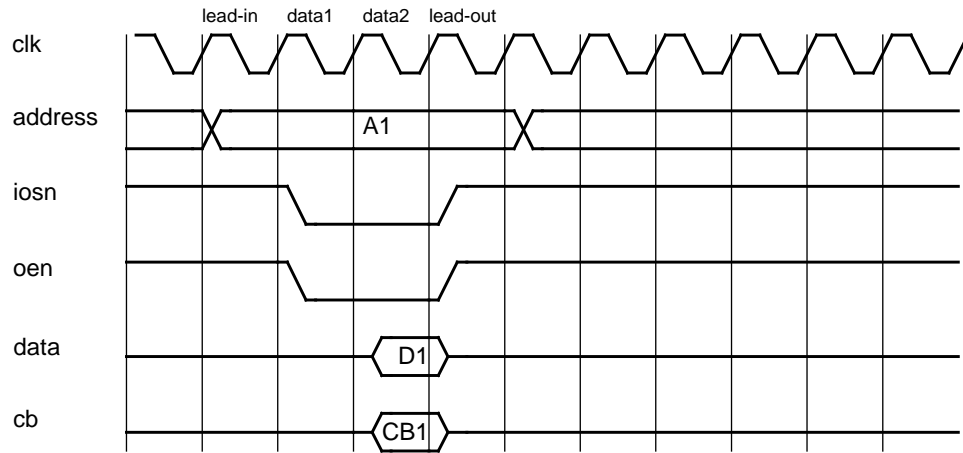 lead-in data1 data2 lead-out
clk
address A1
iosn
oen
data D1
cb CB1